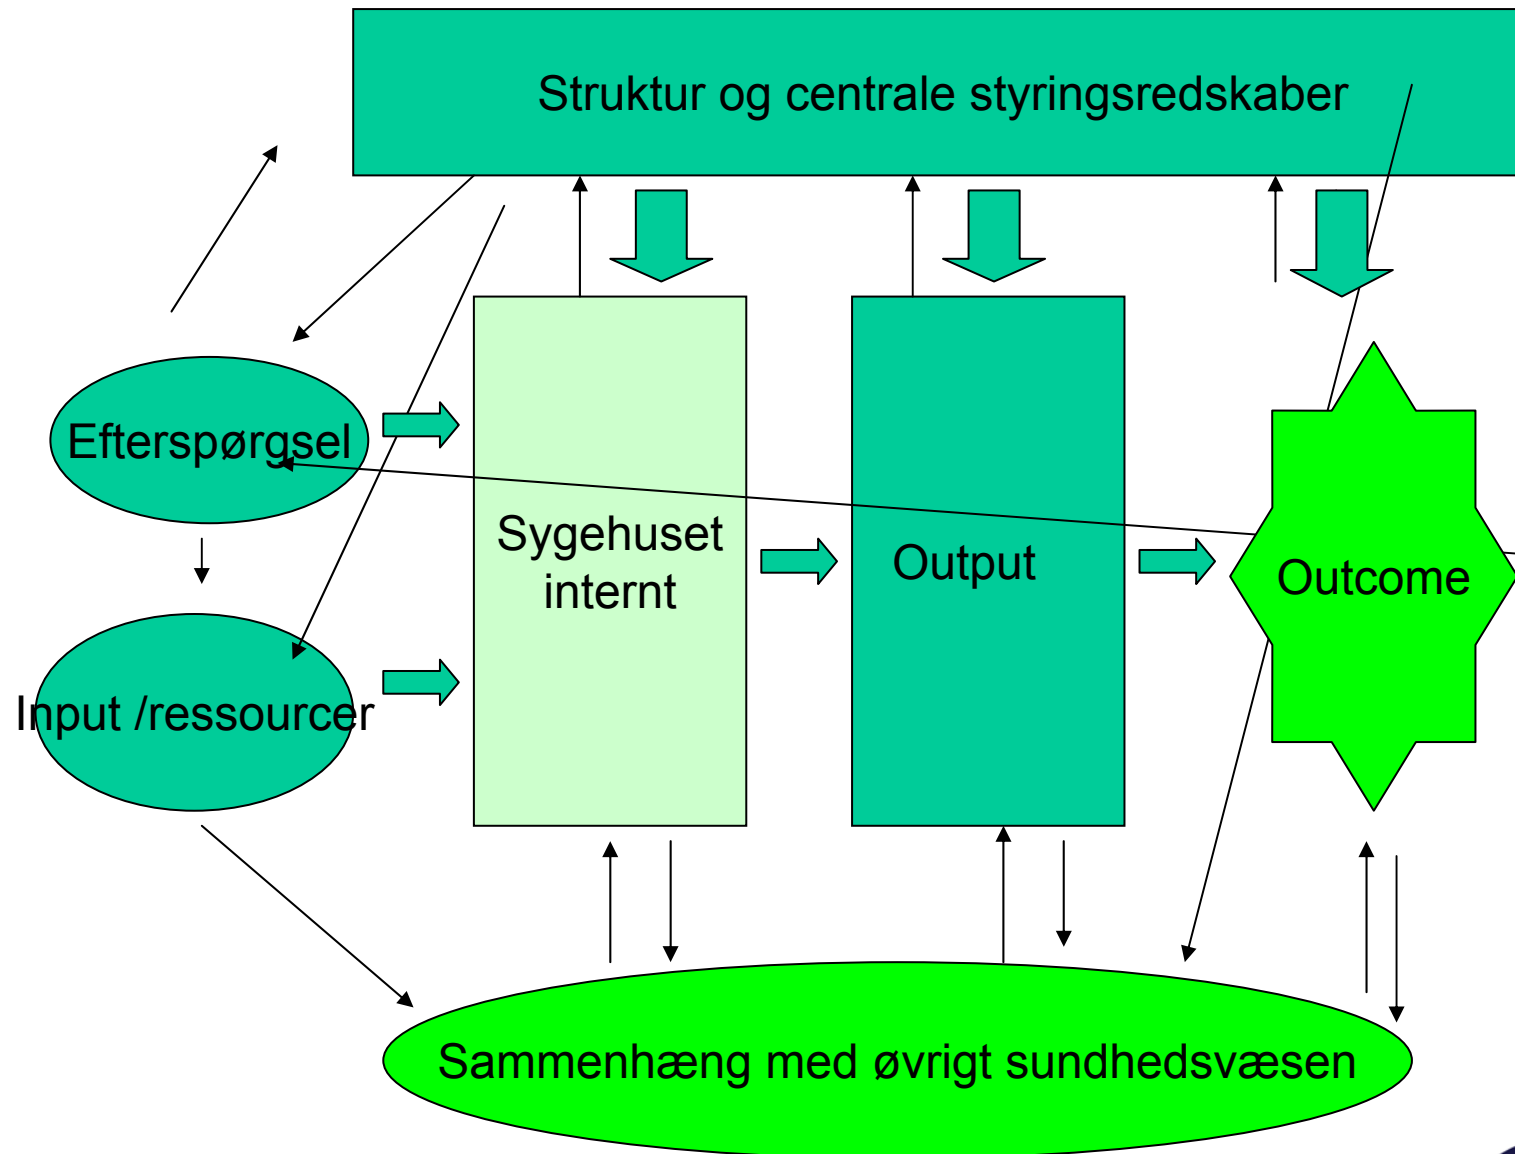 Struktur og centrale styringsredskaber
Efterspørgsel
Sygehuset
internt
Output
Outcome
Input /ressourcer
Sammenhæng med øvrigt sundhedsvæsen